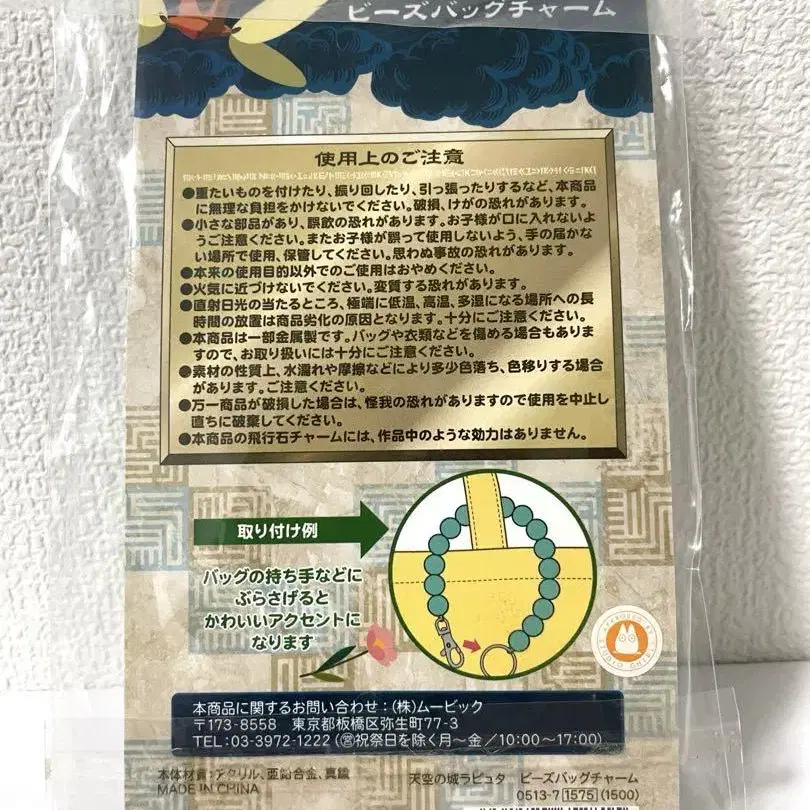 ビーズバッグチャーム
使用上のご注意
●重たいものを付けたり、振り回したり、引っ張ったりするなど、本商品
に無理な負担をかけないでください。破損、けがの恐れがあります。
●小さな部品があり、誤飲の恐れがあります。お子様が口に入れないよ
うご注意ください。またお子様が誤って使用しないよう、手の届かな
い場所で使用、保管してください。思わぬ事故の恐れがあります。
●本来の使用目的以外でのご使用はおやめください。
●火気に近づけないでください。変質する恐れがあります。
●直射日光の当たるところ、極端に低温、高温、多湿になる場所への長
時間の放置は商品劣化の原因となります。十分にご注意ください。
●本商品は一部金属製です。バッグや衣類などを傷める場合もありま
すので、お取り扱いには十分にご注意ください。
●素材の性質上、水濡れや摩擦などにより多少色落ち、色移りする場合
があります。ご注意ください。
●万一商品が破損した場合は、怪我の恐れがありますので使用を中止し
直ちに破棄してください。
●本商品の飛行石チャームには、作品中のような効力はありません。
取り付け例
バッグの持ち手などに
ぶらさげると
かわいいアクセントに
なります
本商品に関するお問い合わせ：(株)ムービック
〒173-8558 東京都板橋区弥生町77-3
TEL:03-3972-1222 (営祝祭日を除く月～金/10:00～17:00)
本体材質：アクリル、亜鉛合金、真鍮
MADE IN CHINA
天空の城ラピュタ ビーズバッグチャーム
0513-7 1575 (1500)